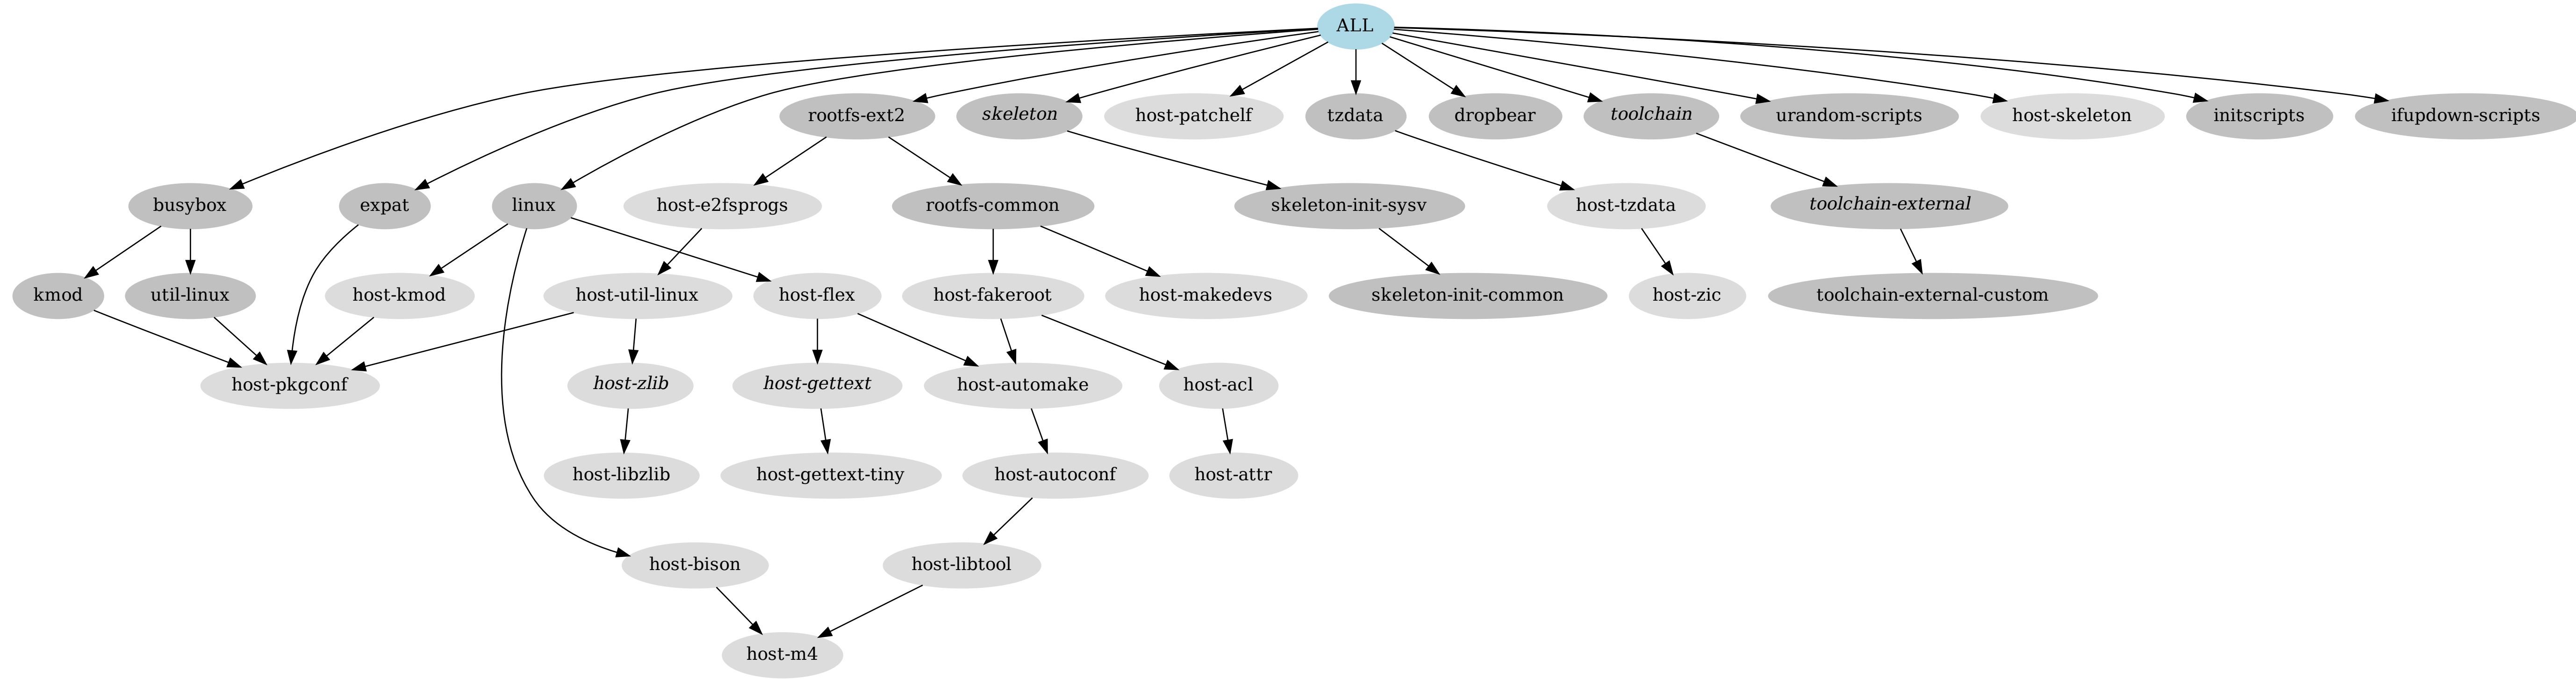 ALL
rootfs-ext2
skeleton
host-patchelf
tzdata
dropbear
toolchain
urandom-scripts
host-skeleton
initscripts
ifupdown-scripts
busybox
expat
linux
host-e2fsprogs
rootfs-common
skeleton-init-sysv
host-tzdata
toolchain-external
kmod
util-linux
host-kmod
host-util-linux
host-flex
host-fakeroot
host-makedevs
skeleton-init-common
host-zic
toolchain-external-custom
host-pkgconf
host-zlib
host-gettext
host-automake
host-acl
host-libzlib
host-gettext-tiny
host-autoconf
host-attr
host-bison
host-libtool
host-m4